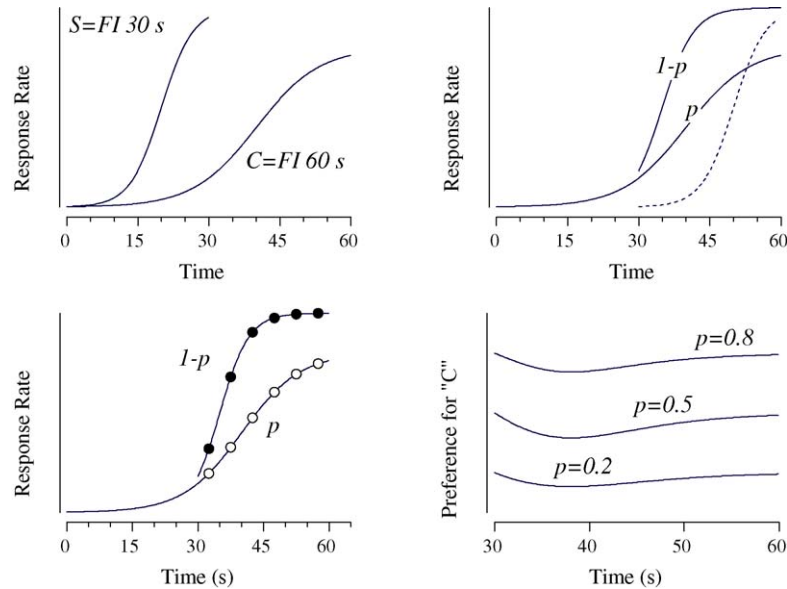 Response Rate
S=FI 30 s
C=FI 60 s
0 15 30 45 60
Time
Response Rate
1-p
p
0 15 30 45 60
Time
Response Rate
1-p
p
0 15 30 45 60
Time (s)
Preference for "C"
p=0.8
p=0.5
p=0.2
30 40 50 60
Time (s)